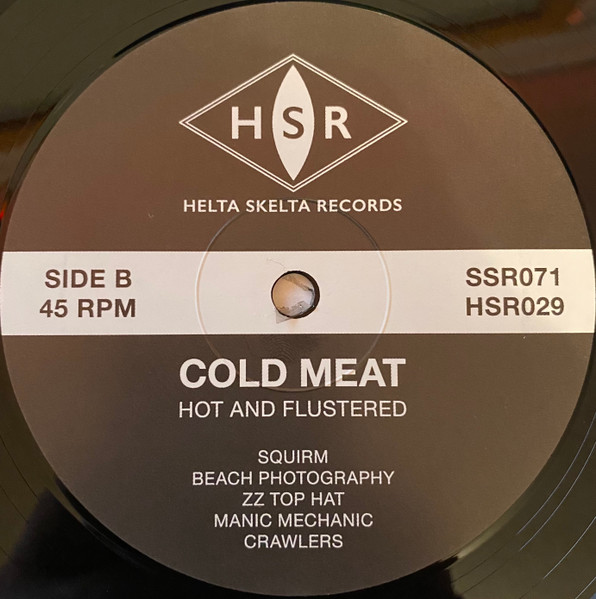 HSR
HELTA SKELTA RECORDS
SIDE B
45 RPM
SSR071
HSR029
COLD MEAT
HOT AND FLUSTERED
SQUIRM
BEACH PHOTOGRAPHY
ZZ TOP HAT
MANIC MECHANIC
CRAWLERS